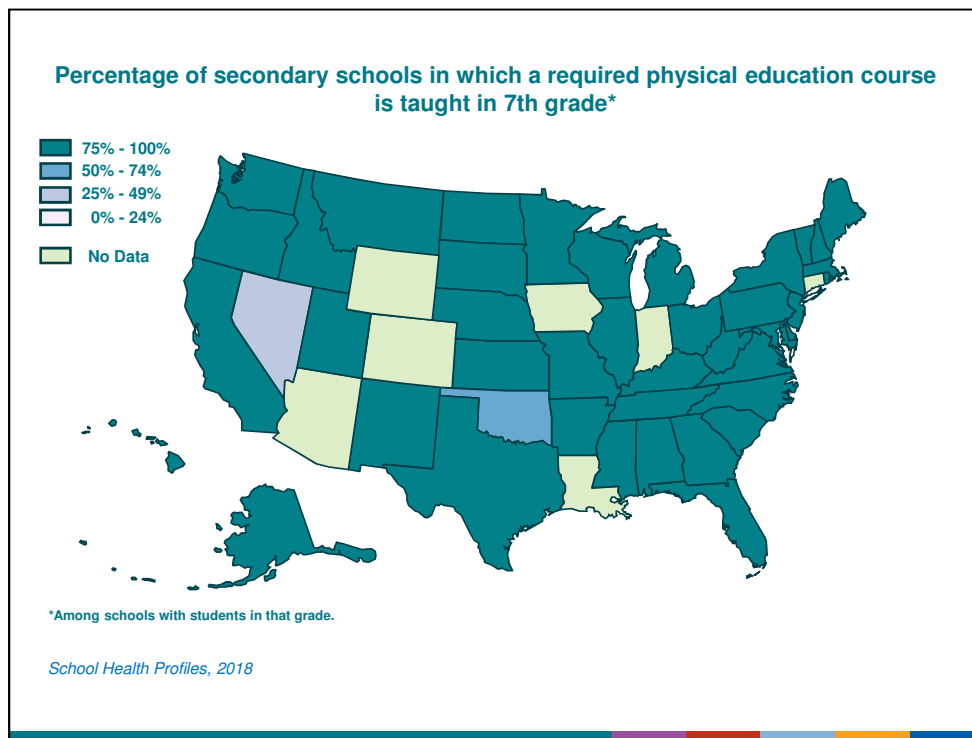 Percentage of secondary schools in which a required physical education course
is taught in 7th grade*
75% - 100%
50% - 74%
25% - 49%
0% - 24%
No Data
*Among schools with students in that grade.
School Health Profiles, 2018